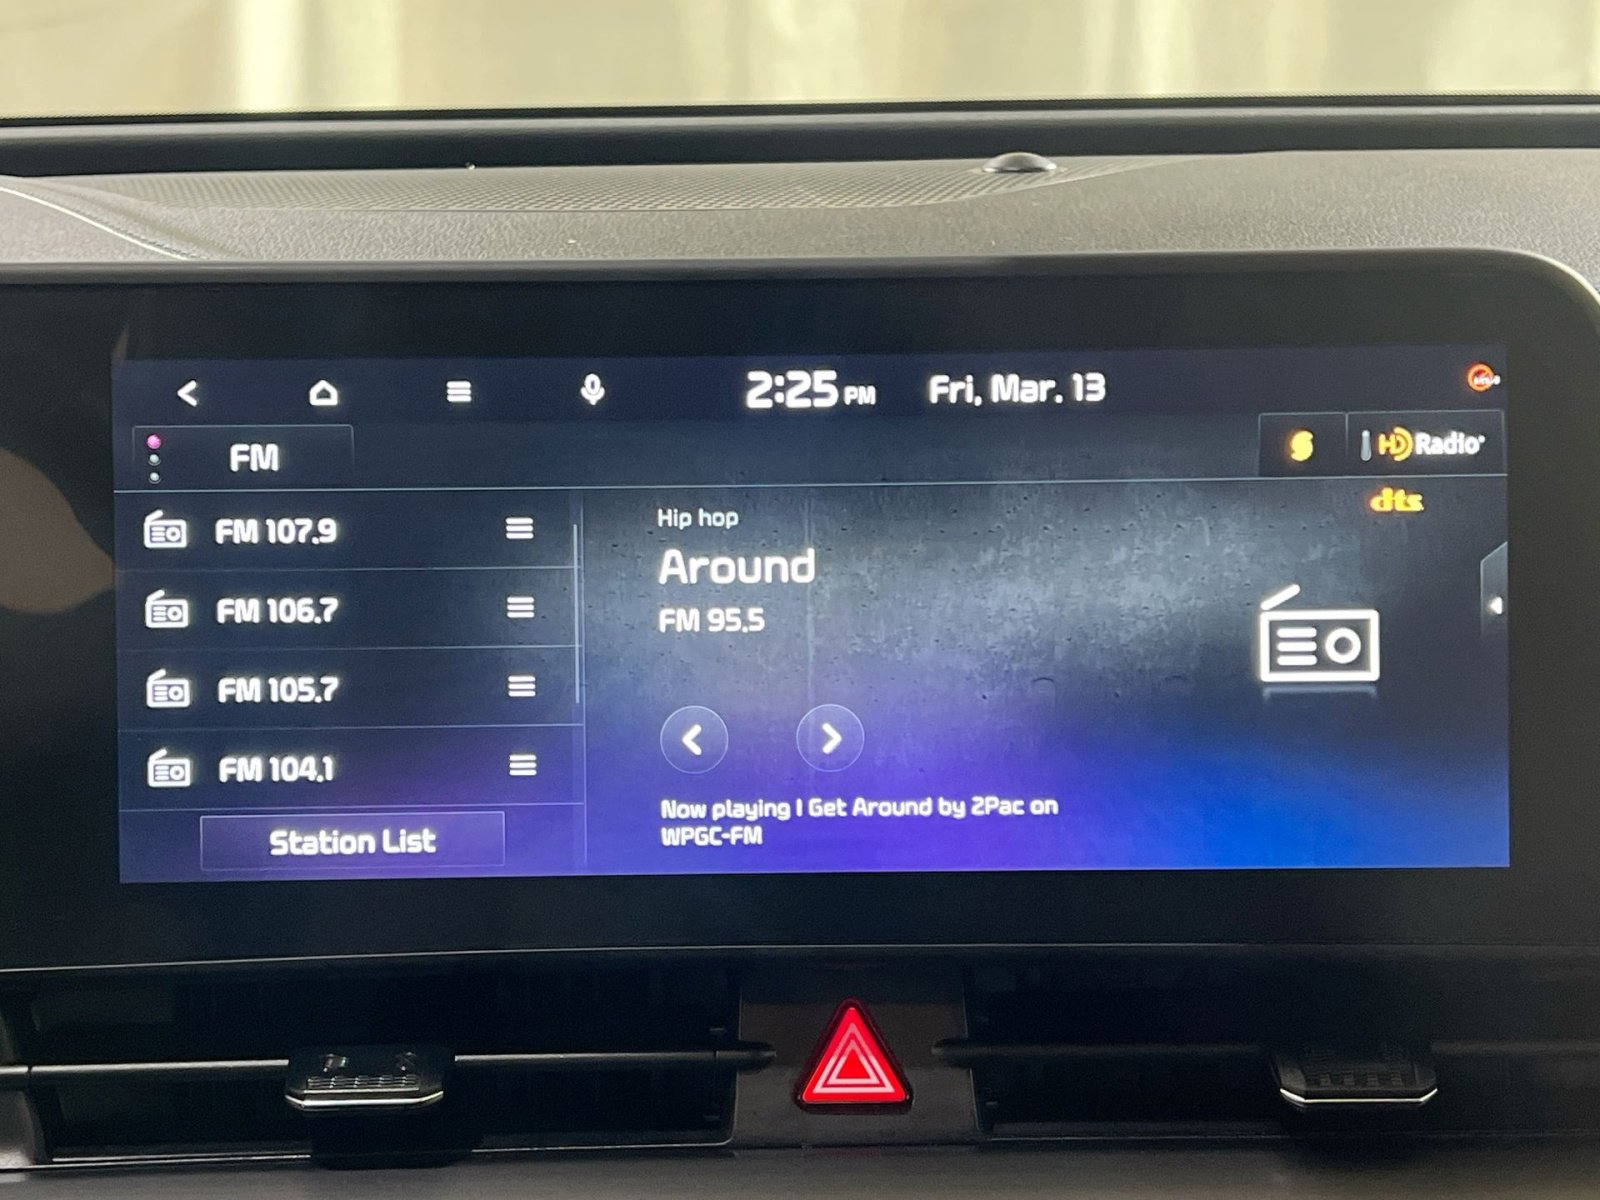 2:25 PM Fri, Mar. 13
FM
HD Radio
dts
FM 107.9
FM 106.7
FM 105.7
FM 104.1
Station List
Hip hop
Around
FM 95.5
Now playing I Get Around by 2Pac on
WPGC-FM